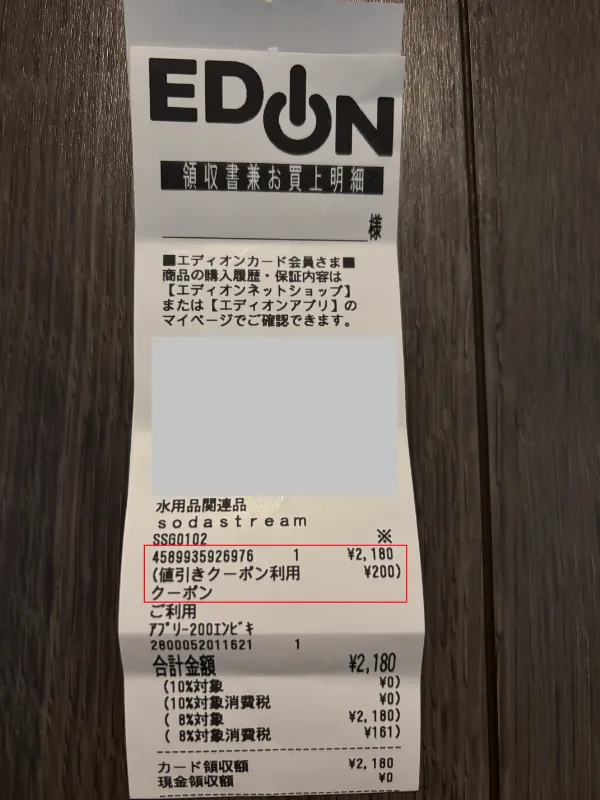 EDION
領収書兼お買上明細
様
■エディオンカード会員さま■
商品の購入履歴・保証内容は
【エディオンネットショップ】
または【エディオンアプリ】の
マイページでご確認できます。
水用品関連品
sodastream
SSG0102 ※
4589935926976 1 ¥2,180
(値引きクーポン利用 ¥200)
クーポン
ご利用
ｱﾌﾟﾘｰ200ｴﾝﾋﾞｷ
2800052011621 1
合計金額 ¥2,180
(10%対象 ¥0)
(10%対象消費税 ¥0)
( 8%対象 ¥2,180)
( 8%対象消費税 ¥161)
カード領収額 ¥2,180
現金領収額 ¥0